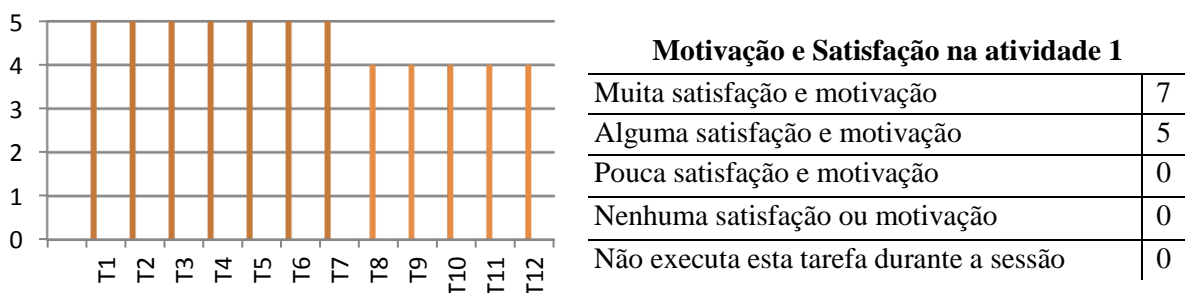 5
4
3
2
1
0
T1
T2
T3
T4
T5
T6
T7
T8
T9
T10
T11
T12
Motivação e Satisfação na atividade 1
Muita satisfação e motivação 7
Alguma satisfação e motivação 5
Pouca satisfação e motivação 0
Nenhuma satisfação ou motivação 0
Não executa esta tarefa durante a sessão 0